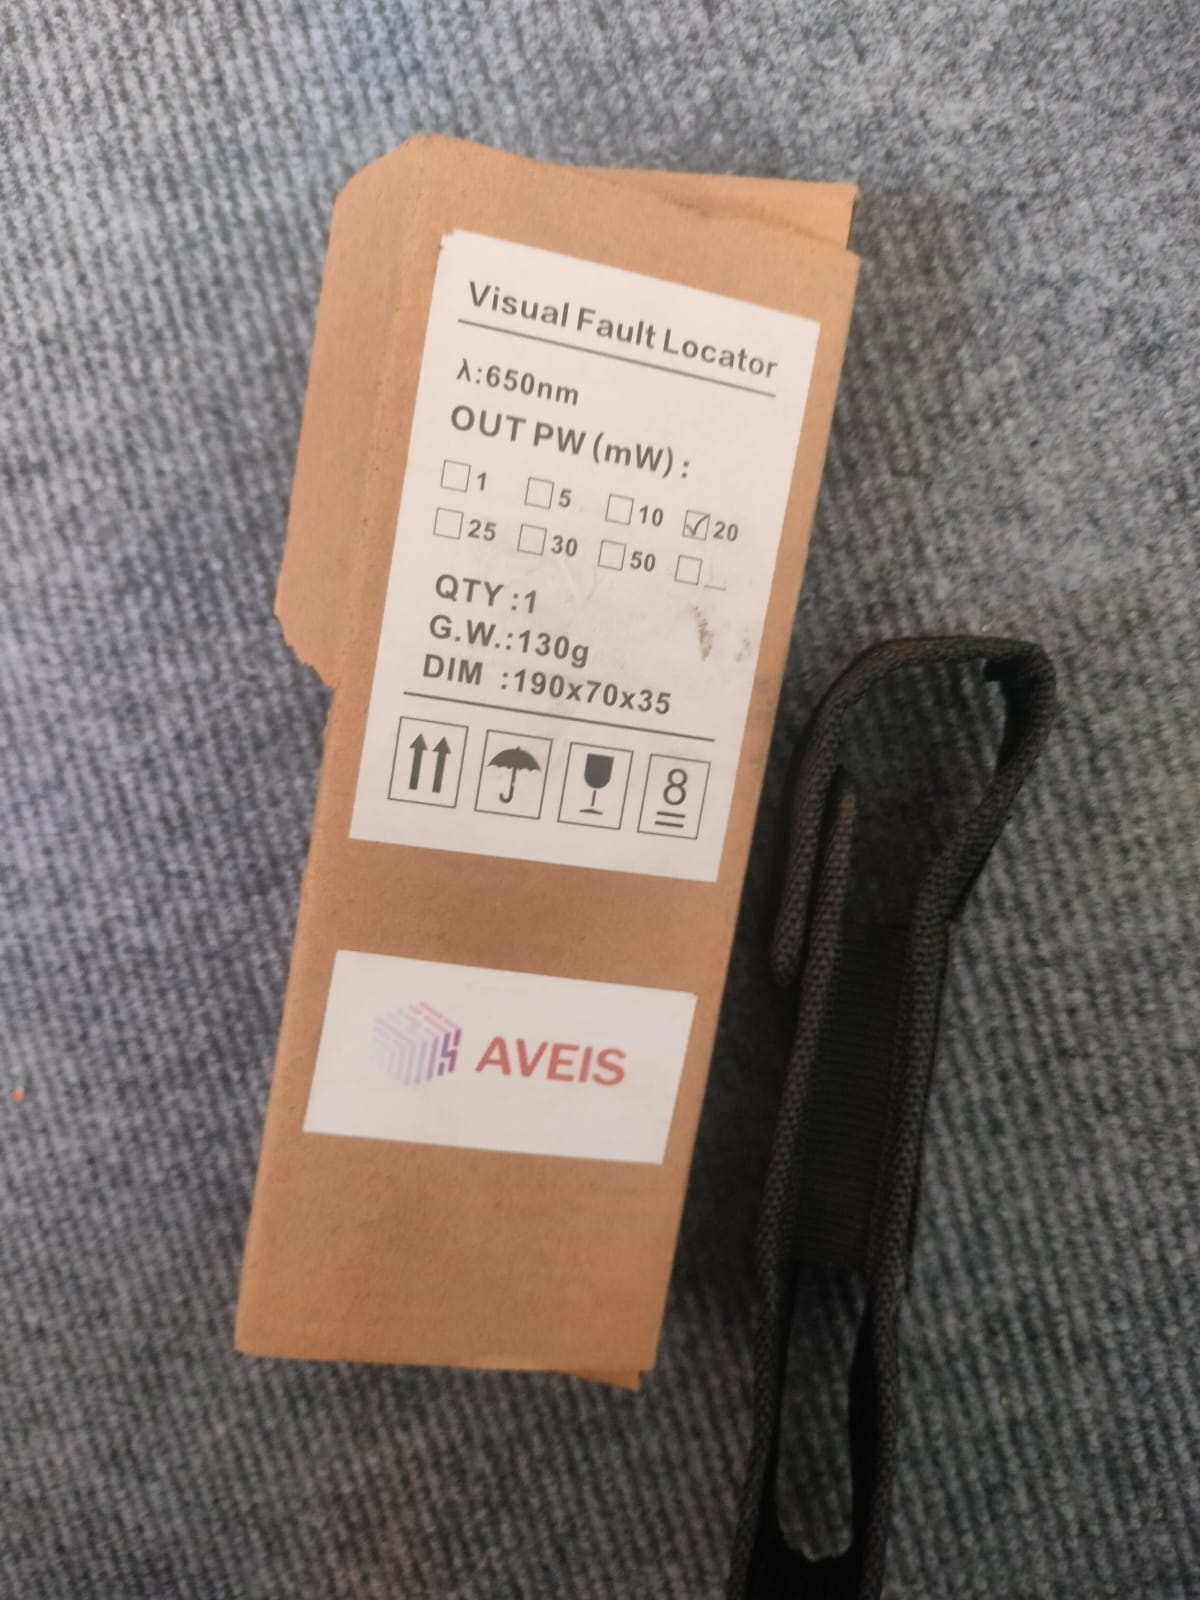 Visual Fault Locator
λ:650nm
OUT PW (mW) :
☐1 ☐5 ☐10 ☑20
☐25 ☐30 ☐50 ☐_
QTY :1
G.W.:130g
DIM :190x70x35
8
AVEIS